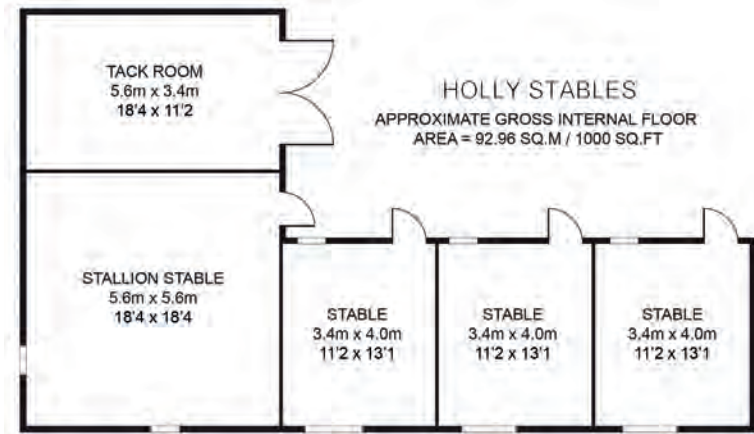 TACK ROOM
5.6m x 3.4m
18'4 x 11'2
HOLLY STABLES
APPROXIMATE GROSS INTERNAL FLOOR
AREA = 92.96 SQ.M / 1000 SQ.FT
STALLION STABLE
5.6m x 5.6m
18'4 x 18'4
STABLE
3.4m x 4.0m
11'2 x 13'1
STABLE
3.4m x 4.0m
11'2 x 13'1
STABLE
3.4m x 4.0m
11'2 x 13'1